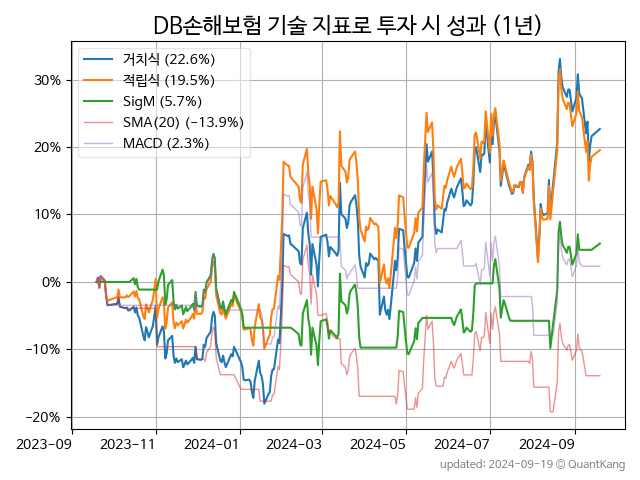 DB손해보험 기술 지표로 투자 시 성과 (1년)
거치식 (22.6%)
적립식 (19.5%)
SigM (5.7%)
SMA(20) (−13.9%)
MACD (2.3%)
30%
20%
10%
0%
−10%
−20%
2023-09 2023-11 2024-01 2024-03 2024-05 2024-07 2024-09
updated: 2024-09-19 ⓒ QuantKang